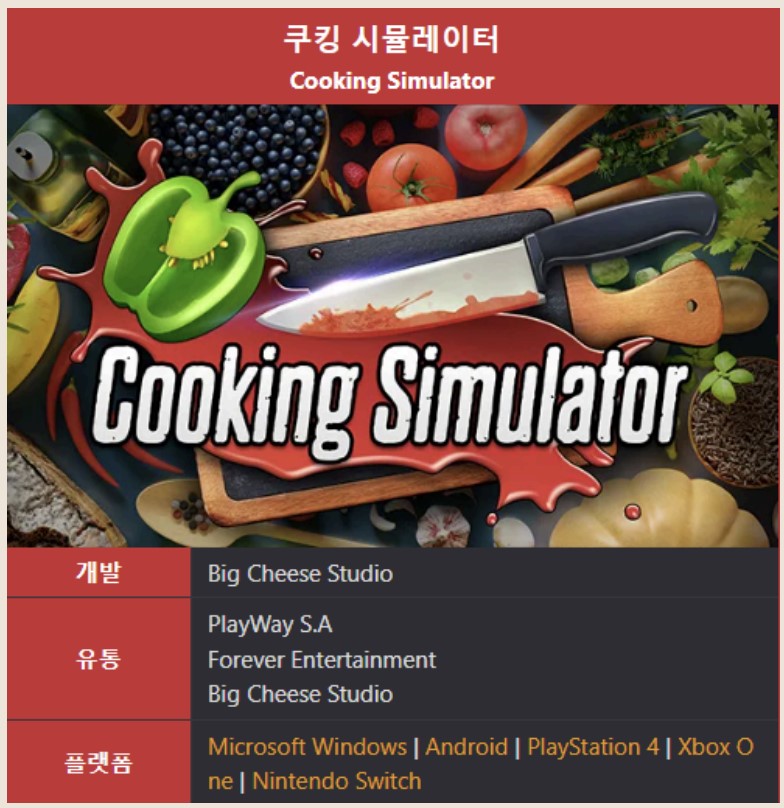 쿠킹 시뮬레이터
Cooking Simulator
Cooking Simulator
개발
Big Cheese Studio
유통
PlayWay S.A
Forever Entertainment
Big Cheese Studio
플랫폼
Microsoft Windows | Android | PlayStation 4 | Xbox O
ne | Nintendo Switch